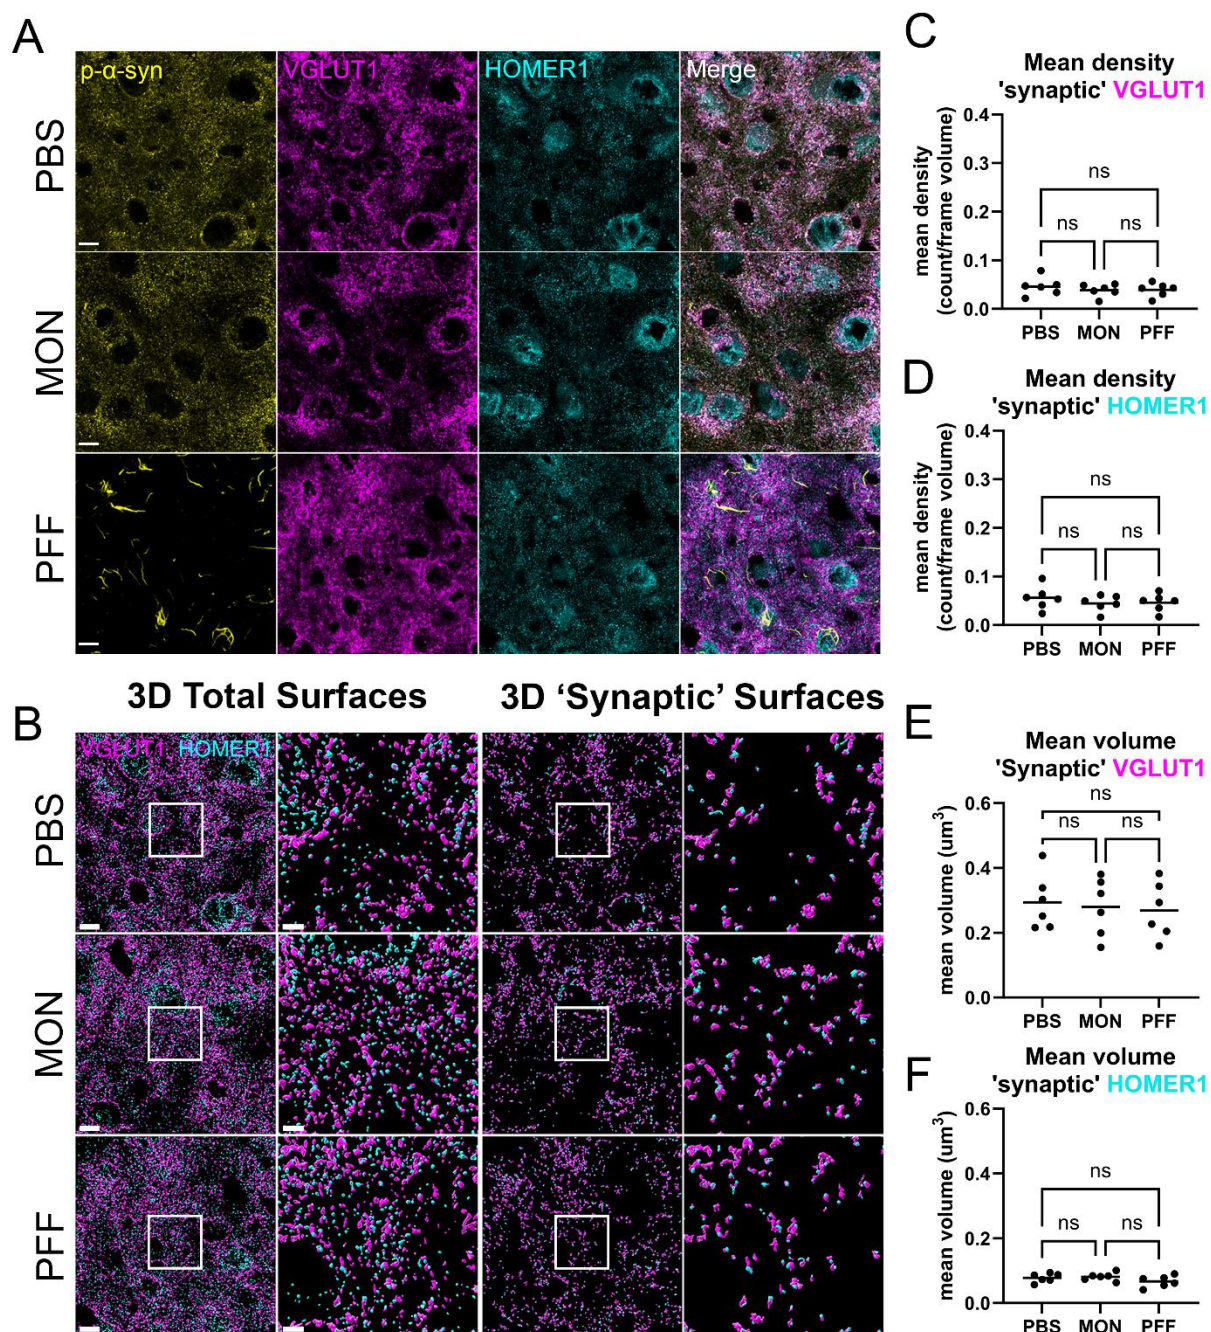 A
p-α-syn
VGLUT1
HOMER1
Merge
PBS
MON
PFF
3D Total Surfaces
3D ‘Synaptic’ Surfaces
B
VGLUT1 HOMER1
PBS
MON
PFF
C
Mean density
'synaptic' VGLUT1
mean density
(count/frame volume)
0.4
0.3
0.2
0.1
0.0
ns
ns
ns
PBS
MON
PFF
D
Mean density
'synaptic' HOMER1
mean density
(count/frame volume)
0.4
0.3
0.2
0.1
0.0
ns
ns
ns
PBS
MON
PFF
E
Mean volume
'Synaptic' VGLUT1
mean volume (um³)
0.6
0.4
0.2
0.0
ns
ns
ns
PBS
MON
PFF
F
Mean volume
'synaptic' HOMER1
mean volume (um³)
0.6
0.4
0.2
0.0
ns
ns
ns
PBS
MON
PFF